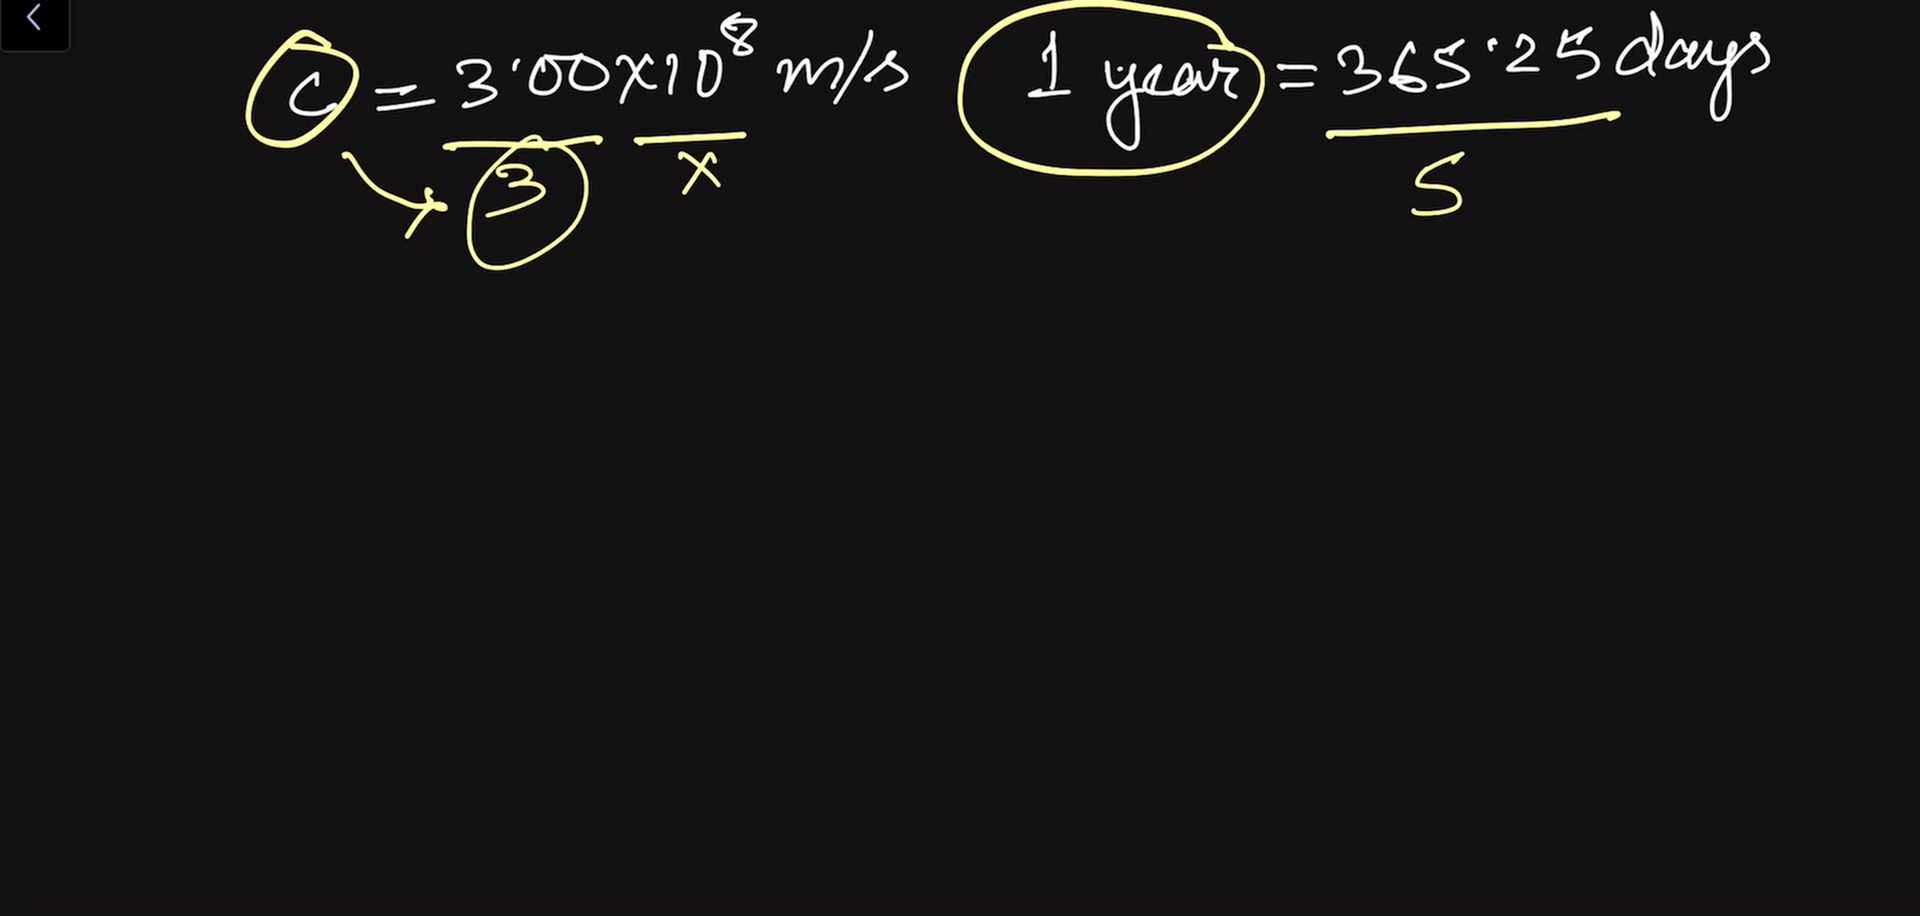 c = 3.00×10⁸ m/s 1 year = 365.25 days
3 × 5